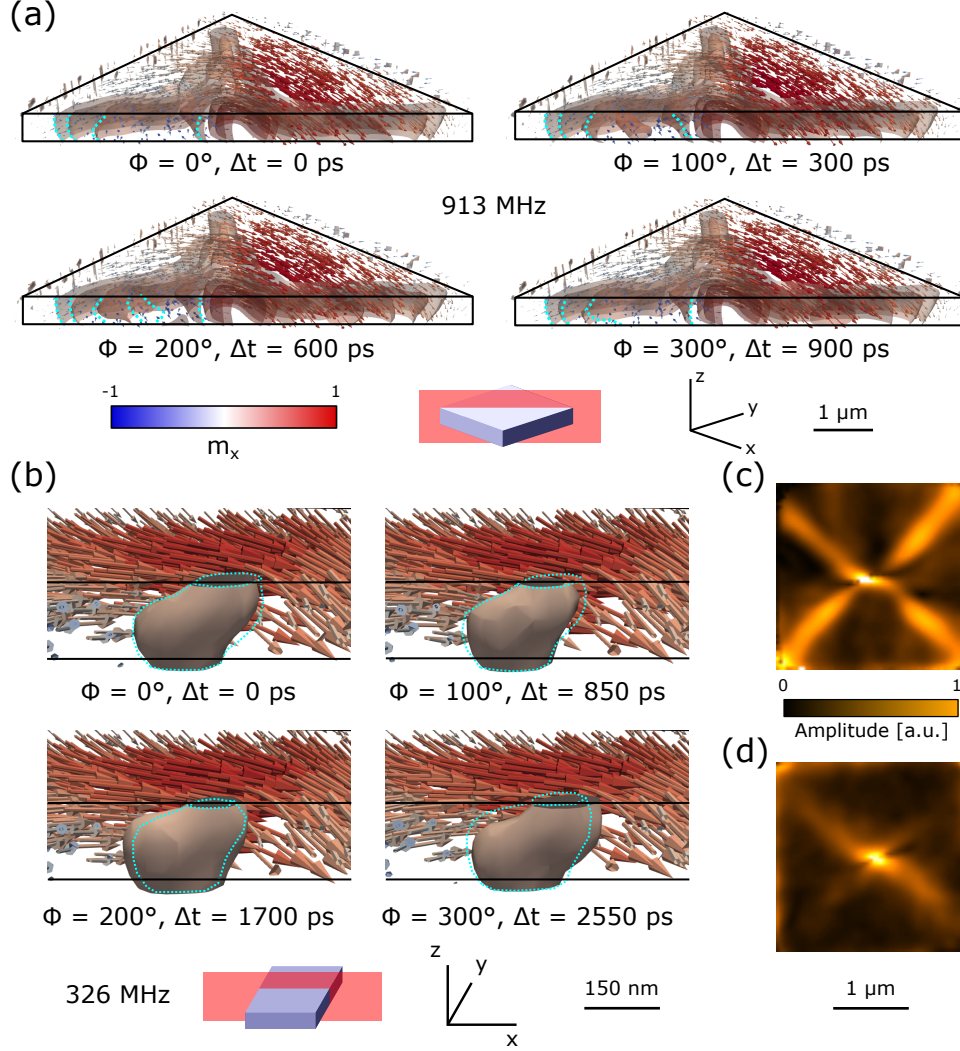 (a)
Φ = 0°, Δt = 0 ps
Φ = 100°, Δt = 300 ps
913 MHz
Φ = 200°, Δt = 600 ps
Φ = 300°, Δt = 900 ps
-1
1
m_x
z
y
x
1 μm
(b)
Φ = 0°, Δt = 0 ps
Φ = 100°, Δt = 850 ps
Φ = 200°, Δt = 1700 ps
Φ = 300°, Δt = 2550 ps
326 MHz
z
y
x
150 nm
(c)
0
1
Amplitude [a.u.]
(d)
1 μm